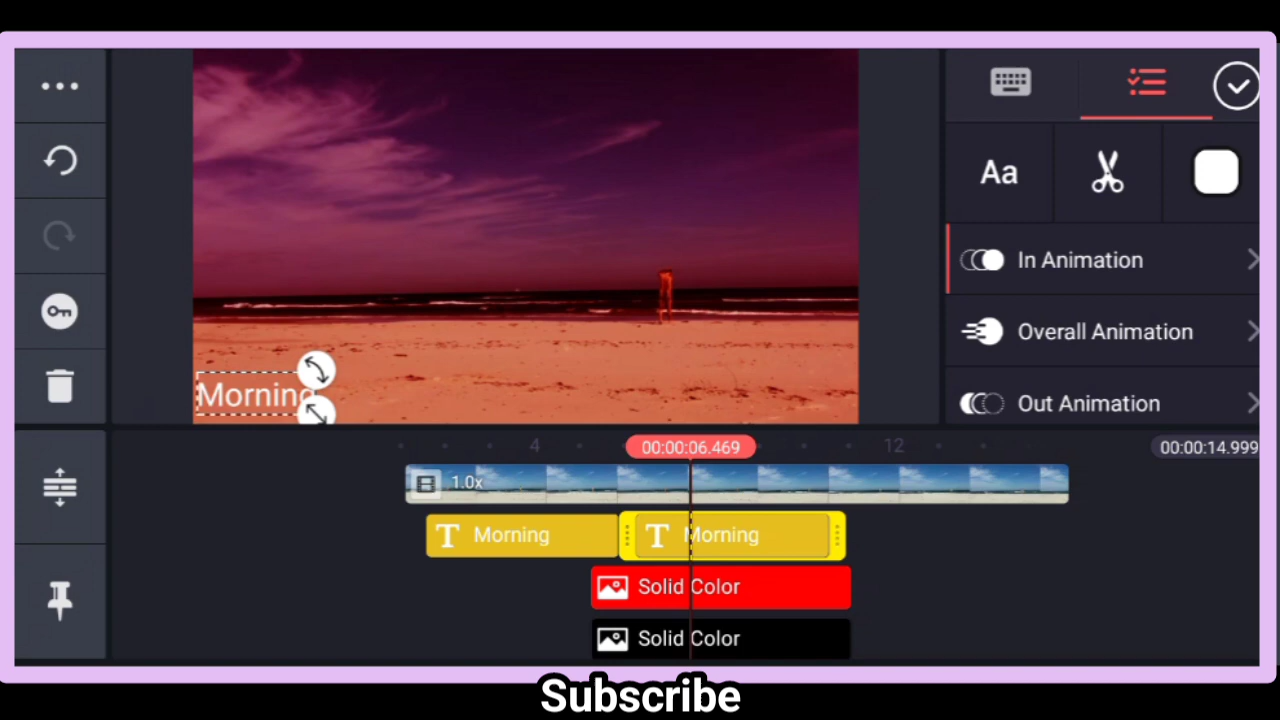 Aa
In Animation
Overall Animation
Morning
Out Animation
4
00:00:06.469
12
00:00:14.999
1.0x
T Morning
T Morning
Solid Color
Solid Color
Subscribe